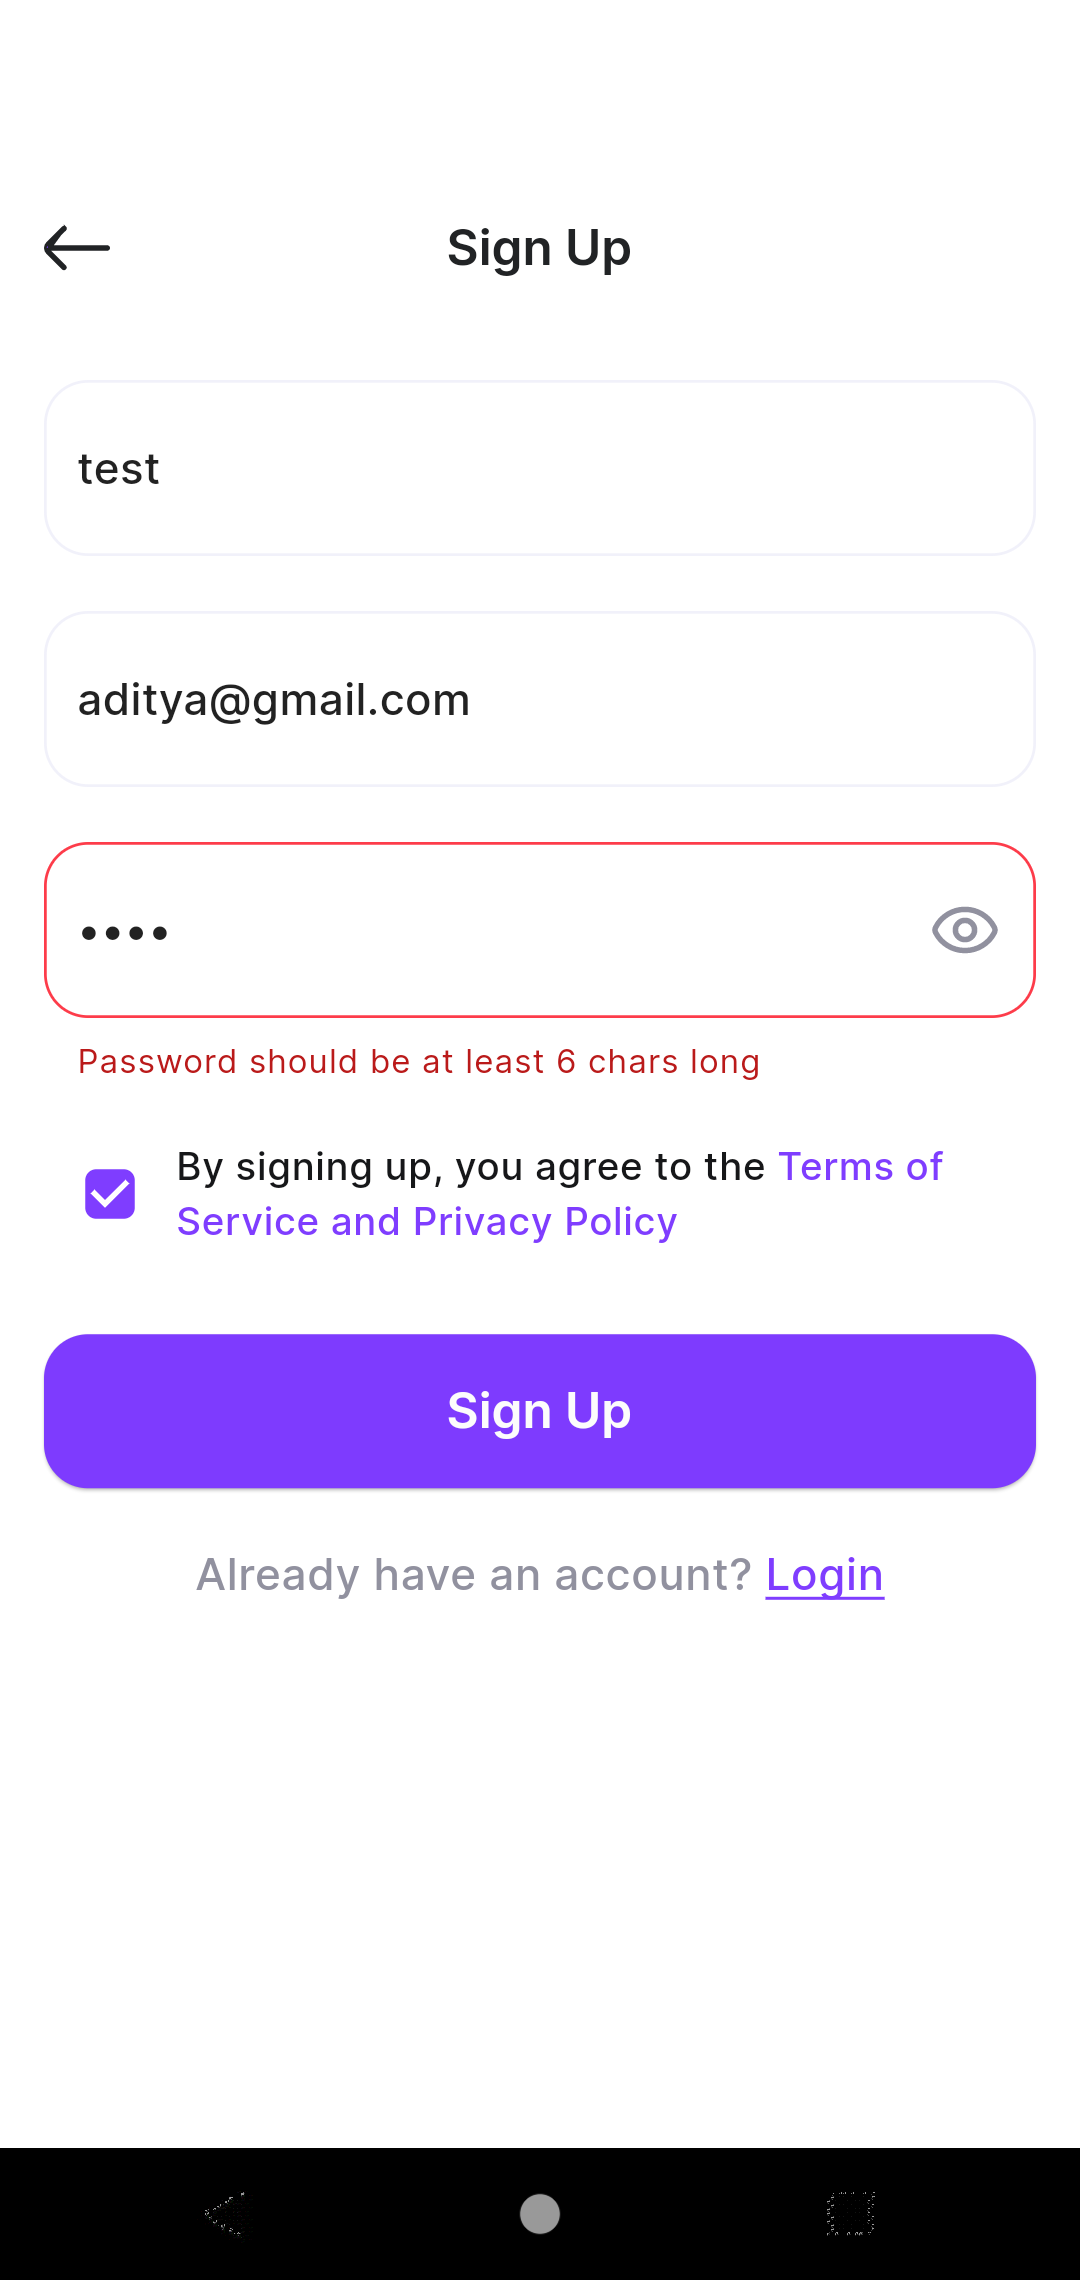 Sign Up
test
aditya@gmail.com
••••
Password should be at least 6 chars long
By signing up, you agree to the Terms of
Service and Privacy Policy
Sign Up
Already have an account? Login